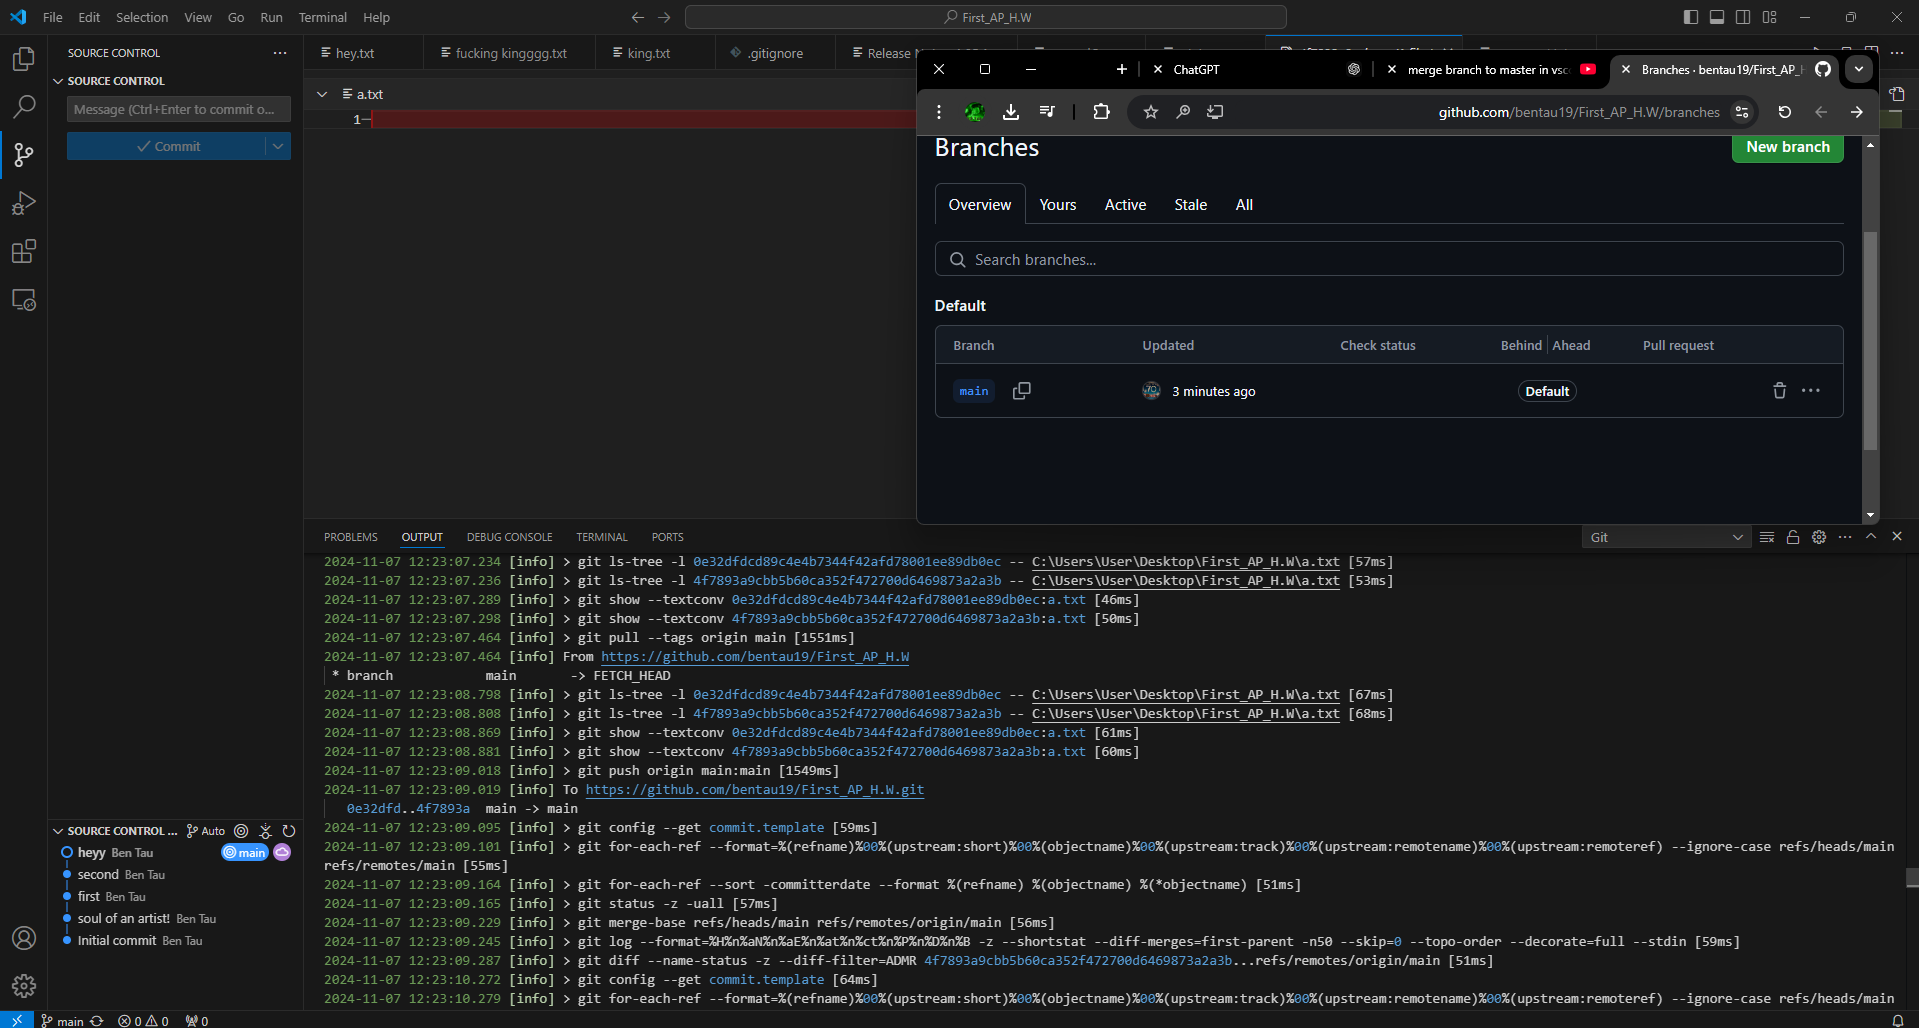 File Edit Selection View Go Run Terminal Help
First_AP_H.W
SOURCE CONTROL
hey.txt
fucking kingggg.txt
king.txt
.gitignore
Release
SOURCE CONTROL
Message (Ctrl+Enter to commit o...
Commit
a.txt
1
ChatGPT
merge branch to master in vsc
Branches · bentau19/First_AP_H
github.com/bentau19/First_AP_H.W/branches
Branches
New branch
Overview Yours Active Stale All
Search branches...
Default
Branch Updated Check status Behind Ahead Pull request
main 3 minutes ago Default
PROBLEMS OUTPUT DEBUG CONSOLE TERMINAL PORTS
Git
2024-11-07 12:23:07.234 [info] > git ls-tree -l 0e32dfdcd89c4e4b7344f42afd78001ee89db0ec -- C:\Users\User\Desktop\First_AP_H.W\a.txt [57ms]
2024-11-07 12:23:07.236 [info] > git ls-tree -l 4f7893a9cbb5b60ca352f472700d6469873a2a3b -- C:\Users\User\Desktop\First_AP_H.W\a.txt [53ms]
2024-11-07 12:23:07.289 [info] > git show --textconv 0e32dfdcd89c4e4b7344f42afd78001ee89db0ec:a.txt [46ms]
2024-11-07 12:23:07.298 [info] > git show --textconv 4f7893a9cbb5b60ca352f472700d6469873a2a3b:a.txt [50ms]
2024-11-07 12:23:07.464 [info] > git pull --tags origin main [1551ms]
2024-11-07 12:23:07.464 [info] From https://github.com/bentau19/First_AP_H.W
* branch            main       -> FETCH_HEAD
2024-11-07 12:23:08.798 [info] > git ls-tree -l 0e32dfdcd89c4e4b7344f42afd78001ee89db0ec -- C:\Users\User\Desktop\First_AP_H.W\a.txt [67ms]
2024-11-07 12:23:08.808 [info] > git ls-tree -l 4f7893a9cbb5b60ca352f472700d6469873a2a3b -- C:\Users\User\Desktop\First_AP_H.W\a.txt [68ms]
2024-11-07 12:23:08.869 [info] > git show --textconv 0e32dfdcd89c4e4b7344f42afd78001ee89db0ec:a.txt [61ms]
2024-11-07 12:23:08.881 [info] > git show --textconv 4f7893a9cbb5b60ca352f472700d6469873a2a3b:a.txt [60ms]
2024-11-07 12:23:09.018 [info] > git push origin main:main [1549ms]
2024-11-07 12:23:09.019 [info] To https://github.com/bentau19/First_AP_H.W.git
0e32dfd..4f7893a  main -> main
2024-11-07 12:23:09.095 [info] > git config --get commit.template [59ms]
2024-11-07 12:23:09.101 [info] > git for-each-ref --format=%(refname)%00%(upstream:short)%00%(objectname)%00%(upstream:track)%00%(upstream:remotename)%00%(upstream:remoteref) --ignore-case refs/heads/main
refs/remotes/main [55ms]
2024-11-07 12:23:09.164 [info] > git for-each-ref --sort -committerdate --format %(refname) %(objectname) %(*objectname) [51ms]
2024-11-07 12:23:09.165 [info] > git status -z -uall [57ms]
2024-11-07 12:23:09.229 [info] > git merge-base refs/heads/main refs/remotes/origin/main [56ms]
2024-11-07 12:23:09.245 [info] > git log --format=%H%n%aN%n%aE%n%at%n%ct%n%P%n%D%n%B -z --shortstat --diff-merges=first-parent -n50 --skip=0 --topo-order --decorate=full --stdin [59ms]
2024-11-07 12:23:09.287 [info] > git diff --name-status -z --diff-filter=ADMR 4f7893a9cbb5b60ca352f472700d6469873a2a3b...refs/remotes/origin/main [51ms]
2024-11-07 12:23:10.272 [info] > git config --get commit.template [64ms]
2024-11-07 12:23:10.279 [info] > git for-each-ref --format=%(refname)%00%(upstream:short)%00%(objectname)%00%(upstream:track)%00%(upstream:remotename)%00%(upstream:remoteref) --ignore-case refs/heads/main
SOURCE CONTROL ... Auto
heyy Ben Tau main
second Ben Tau
first Ben Tau
soul of an artist! Ben Tau
Initial commit Ben Tau
main 0 0 0